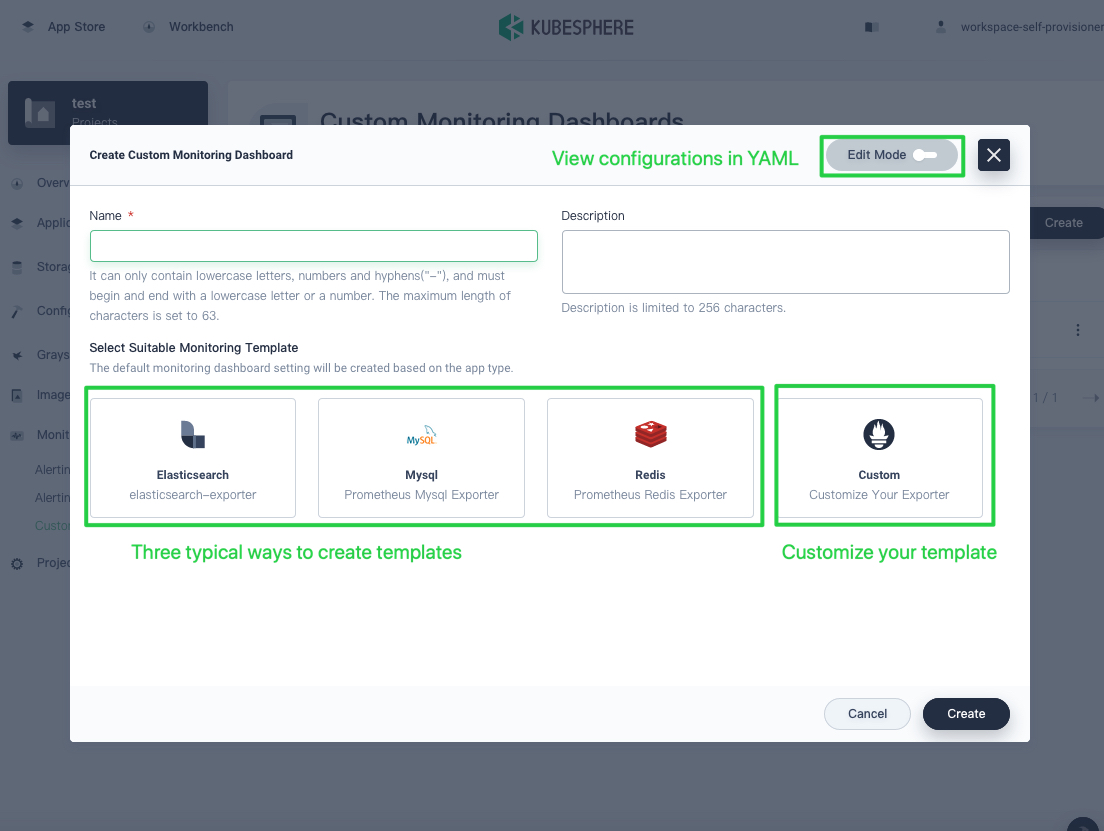 App Store
Workbench
KUBESPHERE
workspace-self-provisioner
test
Projects
Custom Monitoring Dashboards
Create Custom Monitoring Dashboard
View configurations in YAML
Edit Mode
Name *
Description
It can only contain lowercase letters, numbers and hyphens("-"), and must
begin and end with a lowercase letter or a number. The maximum length of
characters is set to 63.
Description is limited to 256 characters.
Create
Select Suitable Monitoring Template
The default monitoring dashboard setting will be created based on the app type.
Elasticsearch
elasticsearch-exporter
Mysql
Prometheus Mysql Exporter
Redis
Prometheus Redis Exporter
Custom
Customize Your Exporter
MySQL
Three typical ways to create templates
Customize your template
Overv
Applic
Storag
Config
Grays
Image
Monit
Alertin
Alertin
Custo
Projec
1 / 1
Cancel
Create